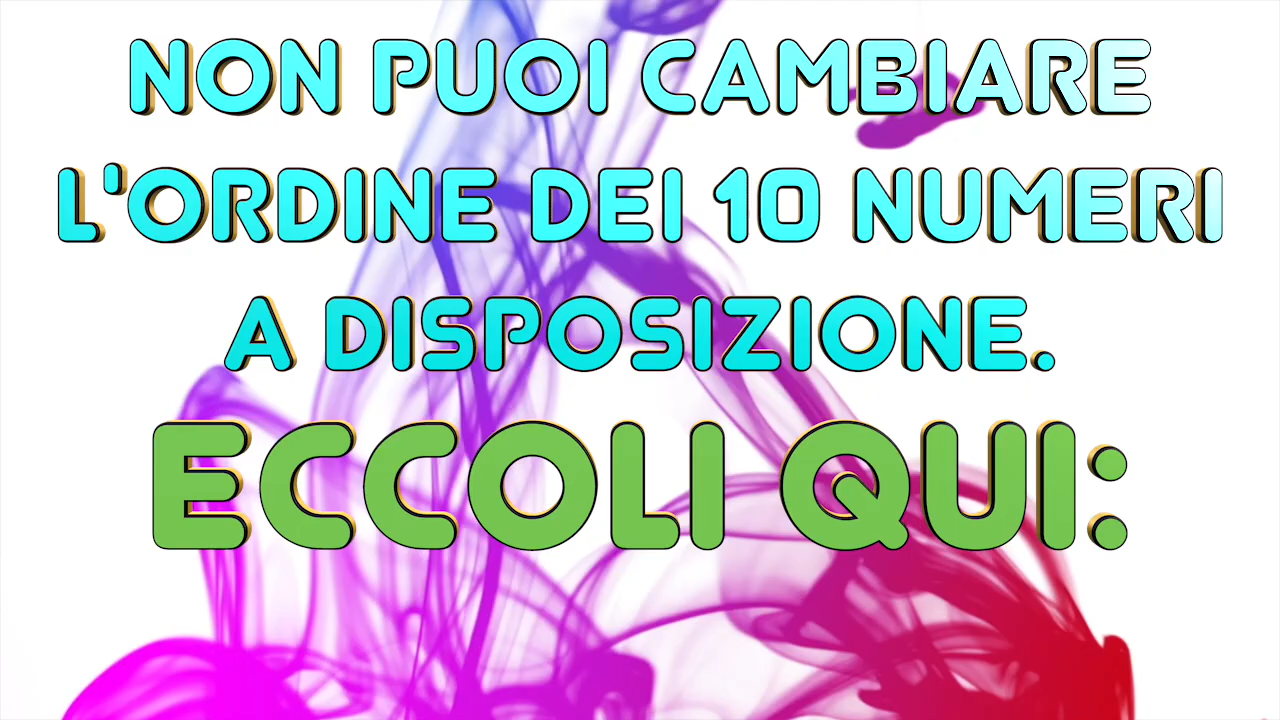 NON PUOI CAMBIARE
L'ORDINE DEI 10 NUMERI
A DISPOSIZIONE.
ECCOLI QUI: